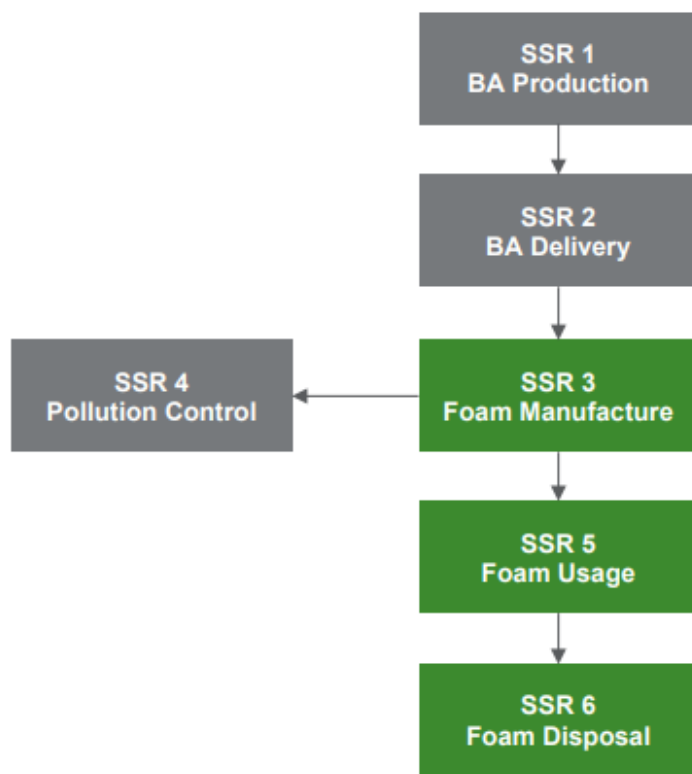 SSR 1
BA Production
SSR 2
BA Delivery
SSR 4
Pollution Control
SSR 3
Foam Manufacture
SSR 5
Foam Usage
SSR 6
Foam Disposal